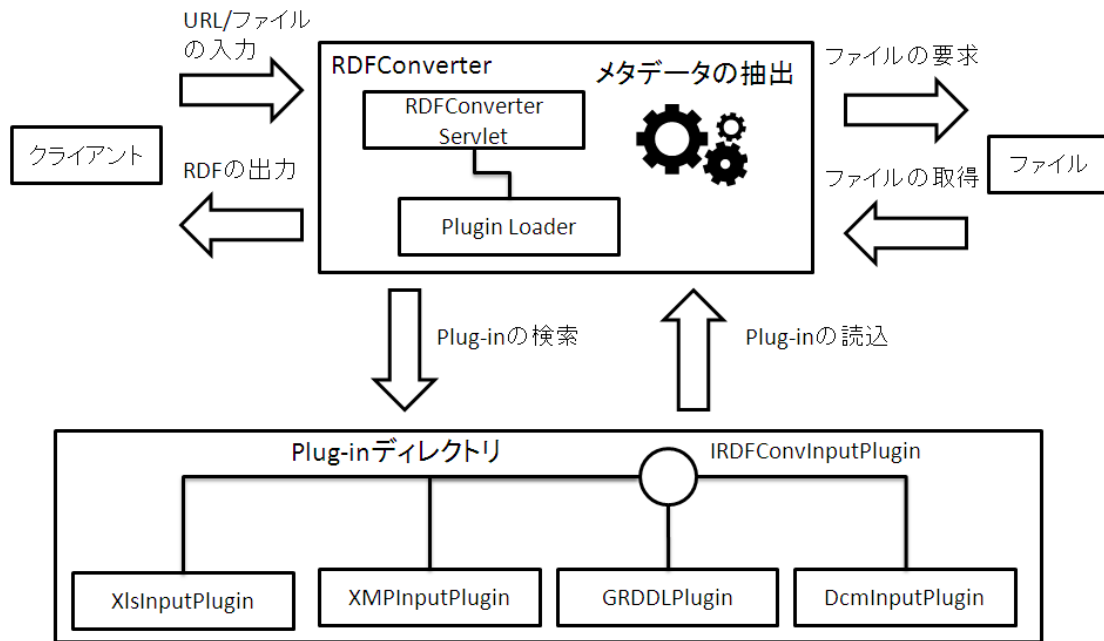 URL/ファイル
の入力
RDFConverter
メタデータの抽出
ファイルの要求
RDFConverter
Servlet
クライアント
RDFの出力
ファイルの取得
ファイル
Plugin Loader
Plug-inの検索
Plug-inの読込
Plug-inディレクトリ
IRDFConvInputPlugin
XlsInputPlugin
XMPInputPlugin
GRDDLPlugin
DcmInputPlugin